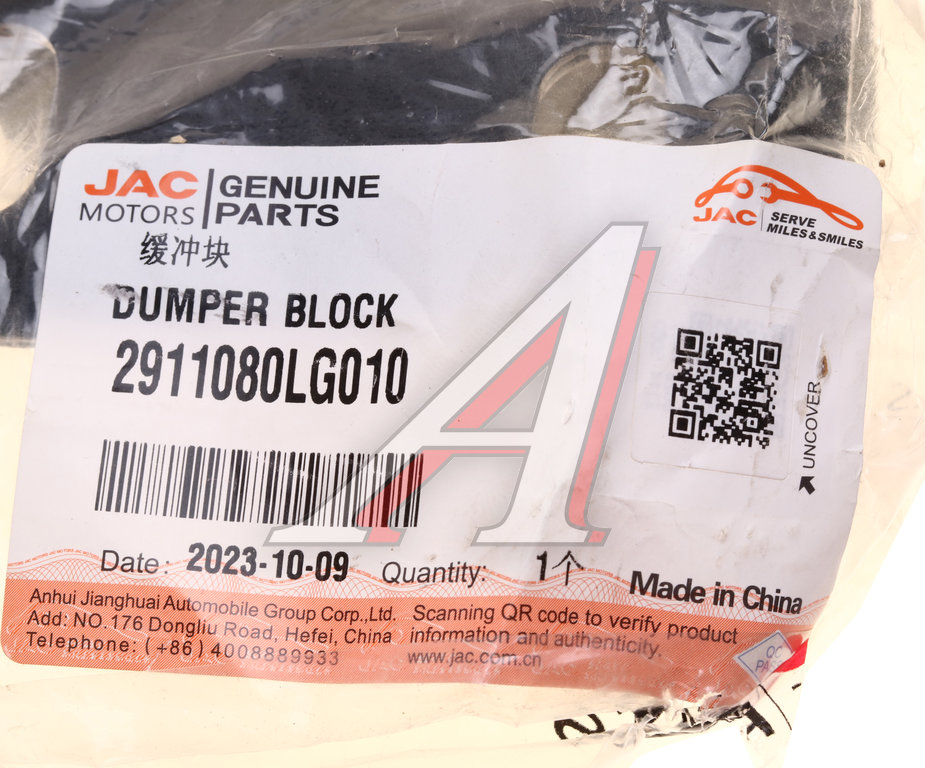 JAC MOTORS
GENUINE PARTS
JAC
SERVE
MILES&SMILES
缓冲块
DUMPER BLOCK
2911080LG010
UNCOVER
Date: 2023-10-09
Quantity: 1个
Made in China
Anhui Jianghuai Automobile Group Corp.,Ltd.
Add: NO.176 Dongliu Road, Hefei, China
Telephone: (+86)4008889933
Scanning QR code to verify product
information and authenticity.
www.jac.com.cn
QC